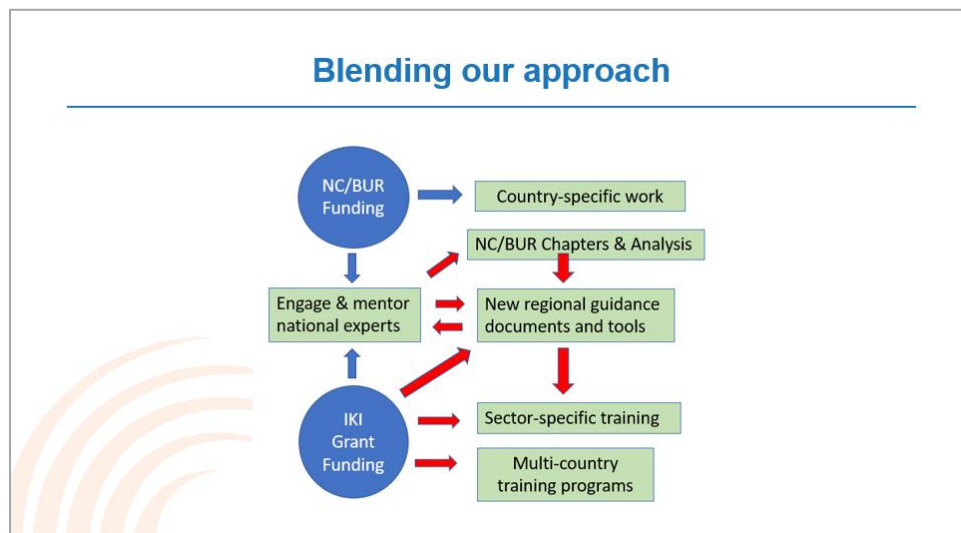 Blending our approach
NC/BUR
Funding
Country-specific work
NC/BUR Chapters & Analysis
Engage & mentor
national experts
New regional guidance
documents and tools
IKI
Grant
Funding
Sector-specific training
Multi-country
training programs